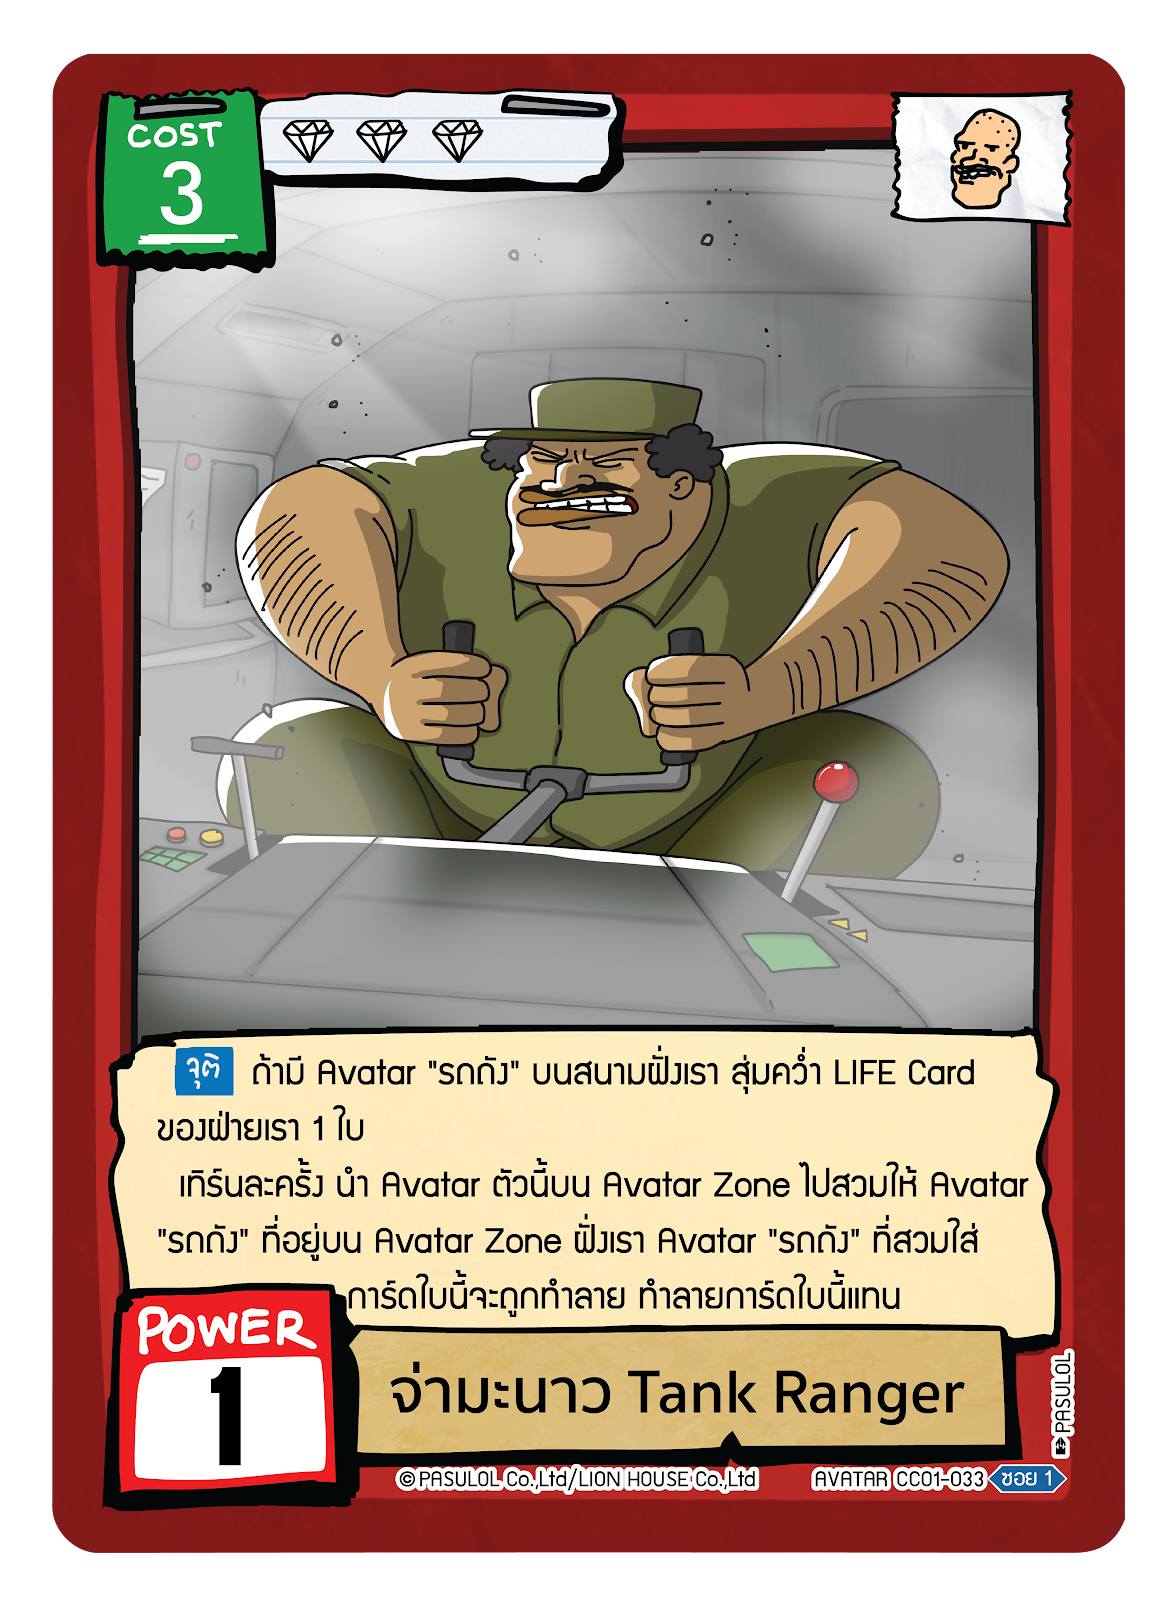 COST
3
จุติ ถ้ามี Avatar "รถถัง" บนสนามฝั่งเรา สุ่มคว่ำ LIFE Card
ของฝ่ายเรา 1 ใบ
เทิร์นละครั้ง นำ Avatar ตัวนี้บน Avatar Zone ไปสวมให้ Avatar
"รถถัง" ที่อยู่บน Avatar Zone ฝั่งเรา Avatar "รถถัง" ที่สวมใส่
การ์ดใบนี้จะถูกทำลาย ทำลายการ์ดใบนี้แทน
POWER
1
จ่ามะนาว Tank Ranger
PASULOL
© PASULOL Co.,Ltd/LION HOUSE Co.,Ltd
AVATAR CC01-033 ซอย 1